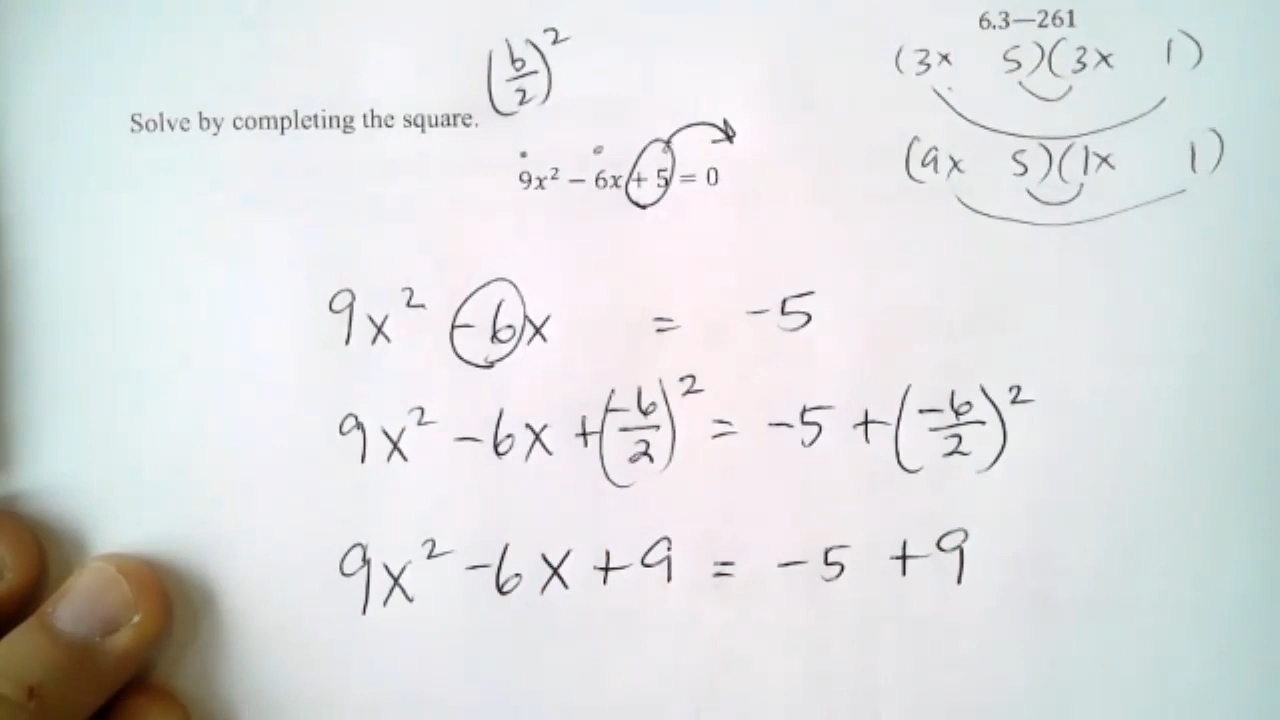 6.3—261
(3x 5)(3x 1)
(b/2)²
Solve by completing the square.
(9x 5)(1x 1)
9x² − 6x + 5 = 0
9x² -6x = -5
9x² -6x +(-6/2)² = -5 +(-6/2)²
9x² -6x +9 = -5 +9